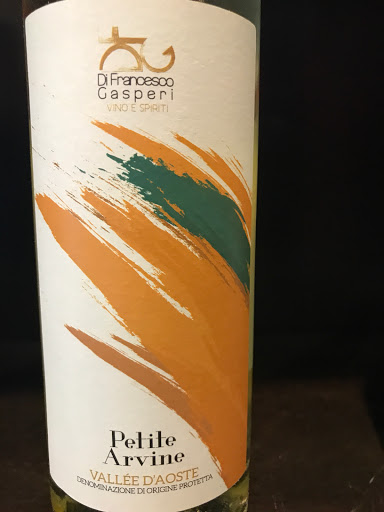 Di Francesco
Gasperi
VINO E SPIRITI
Petite
Arvine
VALLÉE D'AOSTE
DENOMINAZIONE DI ORIGINE PROTETTA